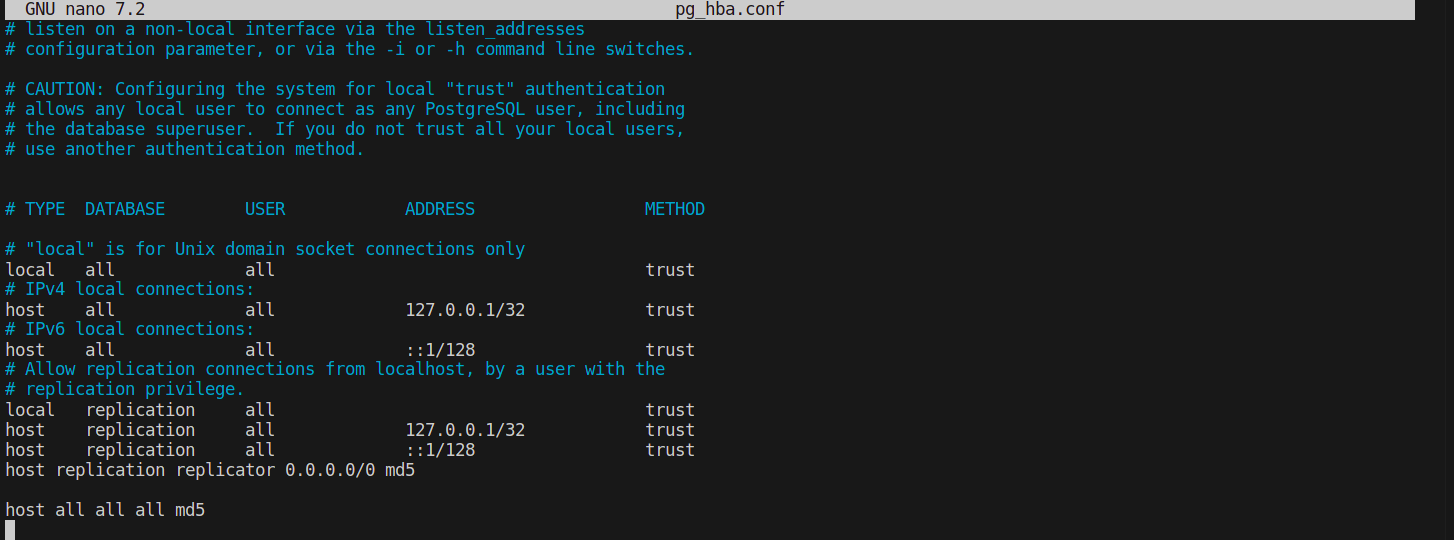 GNU nano 7.2 pg_hba.conf
# listen on a non-local interface via the listen_addresses
# configuration parameter, or via the -i or -h command line switches.
# CAUTION: Configuring the system for local "trust" authentication
# allows any local user to connect as any PostgreSQL user, including
# the database superuser.  If you do not trust all your local users,
# use another authentication method.
# TYPE  DATABASE        USER            ADDRESS                 METHOD
# "local" is for Unix domain socket connections only
local   all             all                                     trust
# IPv4 local connections:
host    all             all             127.0.0.1/32            trust
# IPv6 local connections:
host    all             all             ::1/128                 trust
# Allow replication connections from localhost, by a user with the
# replication privilege.
local   replication     all                                     trust
host    replication     all             127.0.0.1/32            trust
host    replication     all             ::1/128                 trust
host replication replicator 0.0.0.0/0 md5
host all all all md5